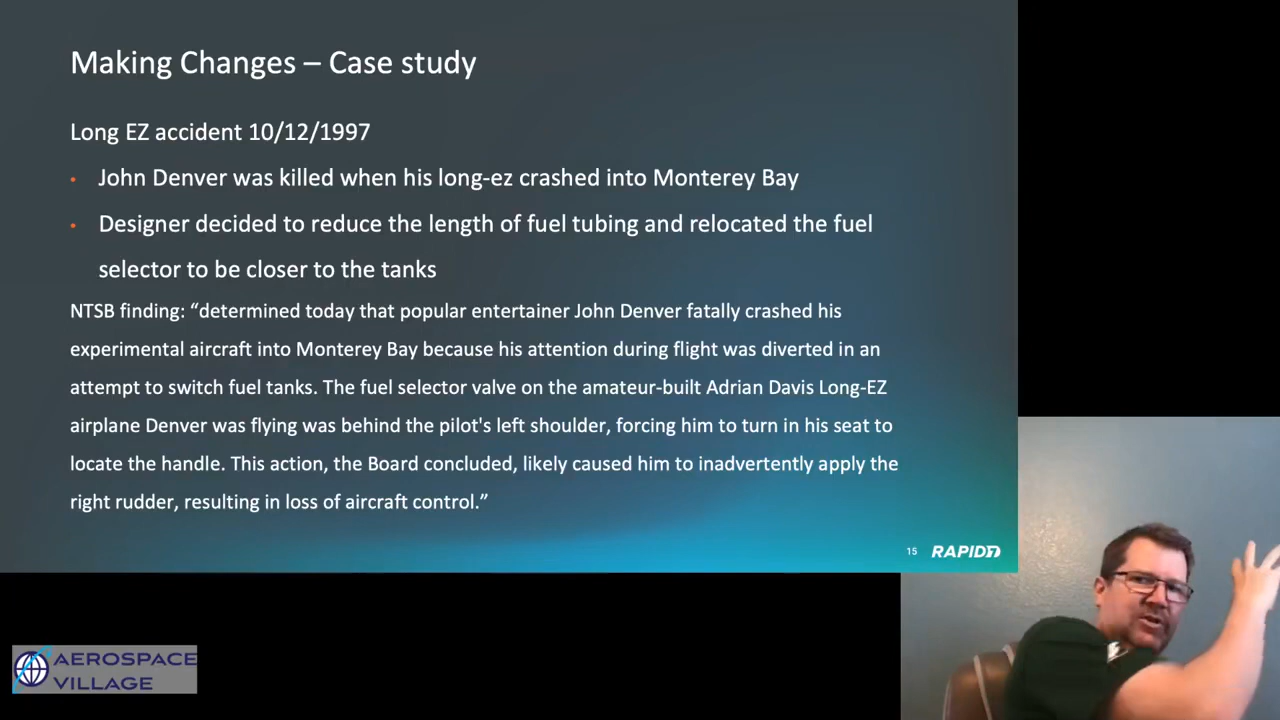 Making Changes – Case study
Long EZ accident 10/12/1997
• John Denver was killed when his long-ez crashed into Monterey Bay
• Designer decided to reduce the length of fuel tubing and relocated the fuel
selector to be closer to the tanks
NTSB finding: “determined today that popular entertainer John Denver fatally crashed his
experimental aircraft into Monterey Bay because his attention during flight was diverted in an
attempt to switch fuel tanks. The fuel selector valve on the amateur-built Adrian Davis Long-EZ
airplane Denver was flying was behind the pilot's left shoulder, forcing him to turn in his seat to
locate the handle. This action, the Board concluded, likely caused him to inadvertently apply the
right rudder, resulting in loss of aircraft control.”
15 RAPID7
AEROSPACE
VILLAGE